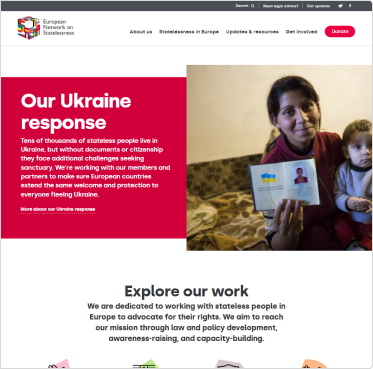 Search
Need legal advice?
Get updates
European
Network on
Statelessness
About us
Statelessness in Europe
Updates & resources
Get involved
Donate
Our Ukraine
response
Tens of thousands of stateless people live in
Ukraine, but without documents or citizenship
they face additional challenges seeking
sanctuary. We're working with our members and
partners to make sure European countries
extend the same welcome and protection to
everyone fleeing Ukraine.
More about our Ukraine response
Explore our work
We are dedicated to working with stateless people in
Europe to advocate for their rights. We aim to reach
our mission through law and policy development,
awareness-raising, and capacity-building.